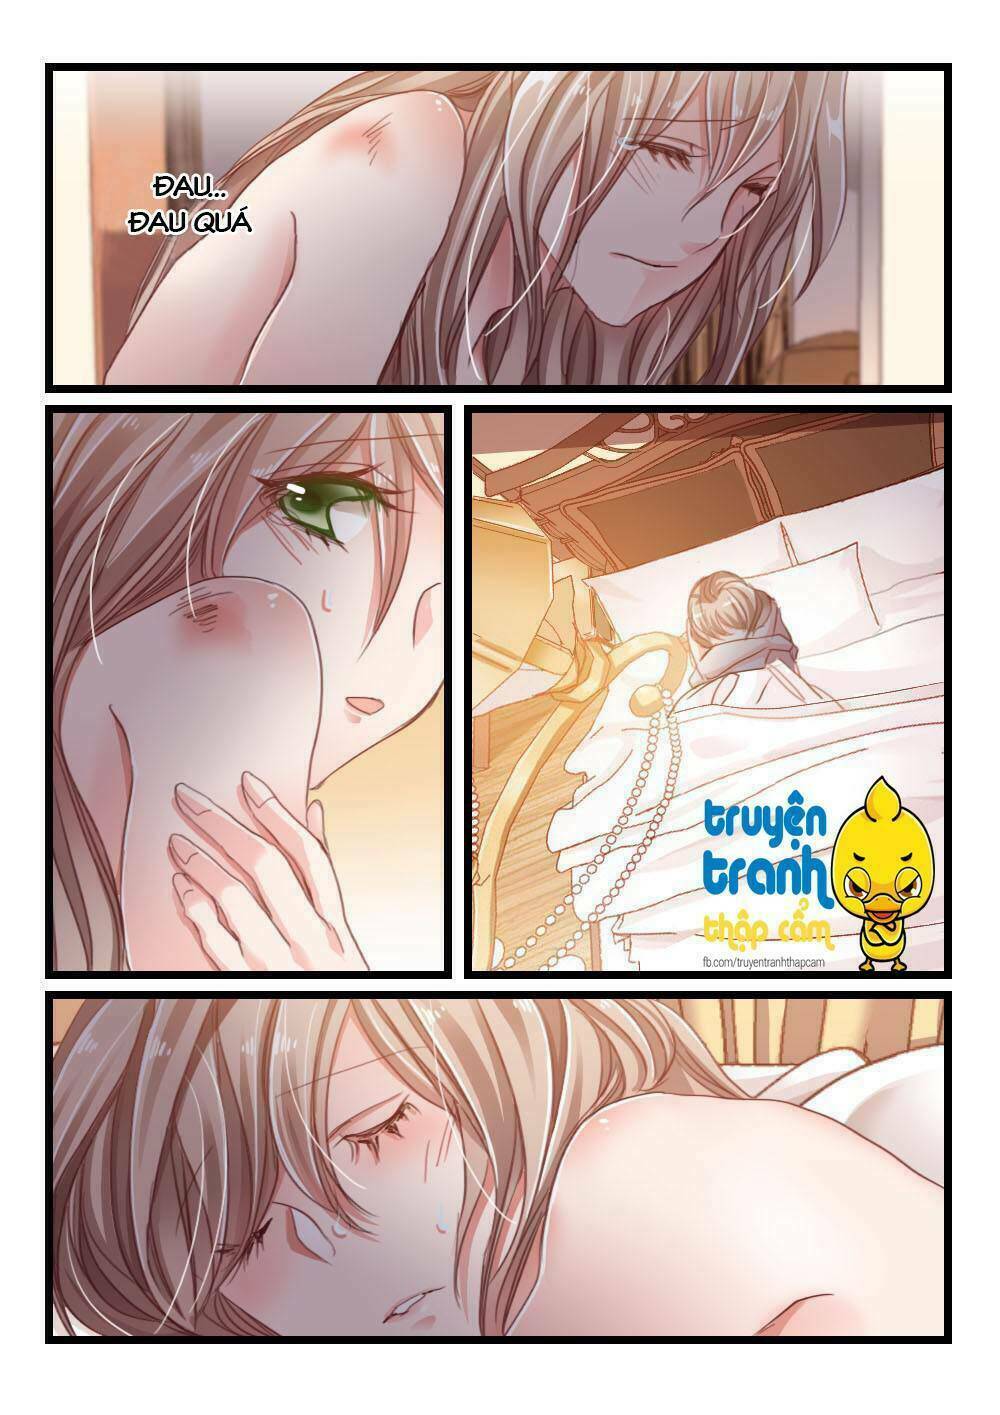 ĐAU...
ĐAU QUÁ
truyện
tranh
thập cẩm
fb.com/truyentranhthapcam